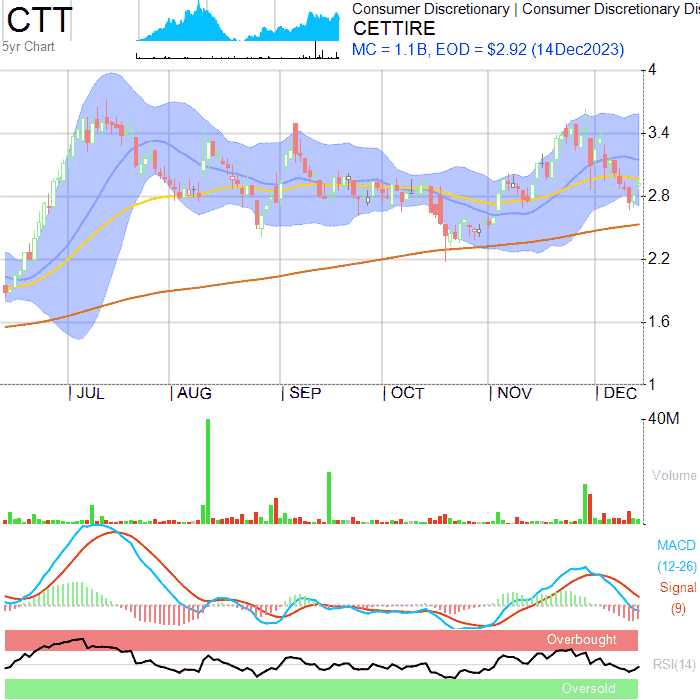 CTT
5yr Chart
Consumer Discretionary | Consumer Discretionary Dis
CETTIRE
MC = 1.1B, EOD = $2.92 (14Dec2023)
4
3.4
2.8
2.2
1.6
1
| JUL | AUG | SEP | OCT | NOV | DEC
40M
Volume
MACD
(12-26)
Signal
(9)
Overbought
RSI(14)
Oversold